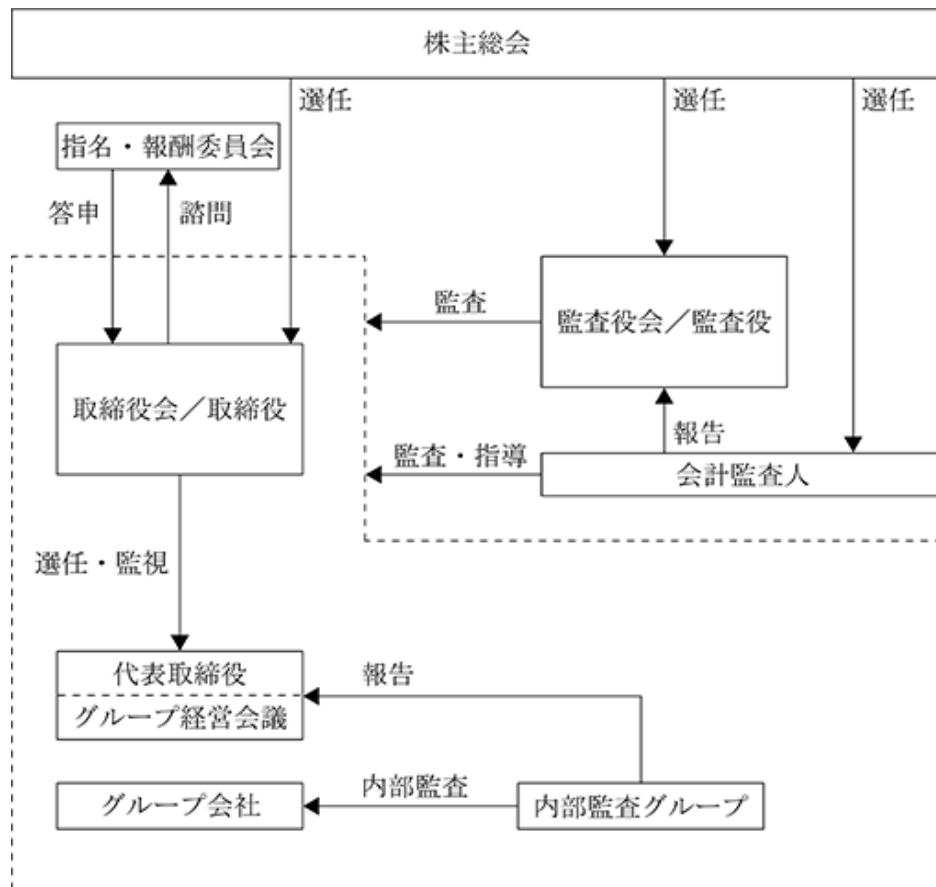 株主総会
選任
選任
選任
指名・報酬委員会
答申
諮問
監査
監査役会／監査役
取締役会／取締役
報告
監査・指導
会計監査人
選任・監視
代表取締役
報告
グループ経営会議
内部監査
グループ会社
内部監査グループ